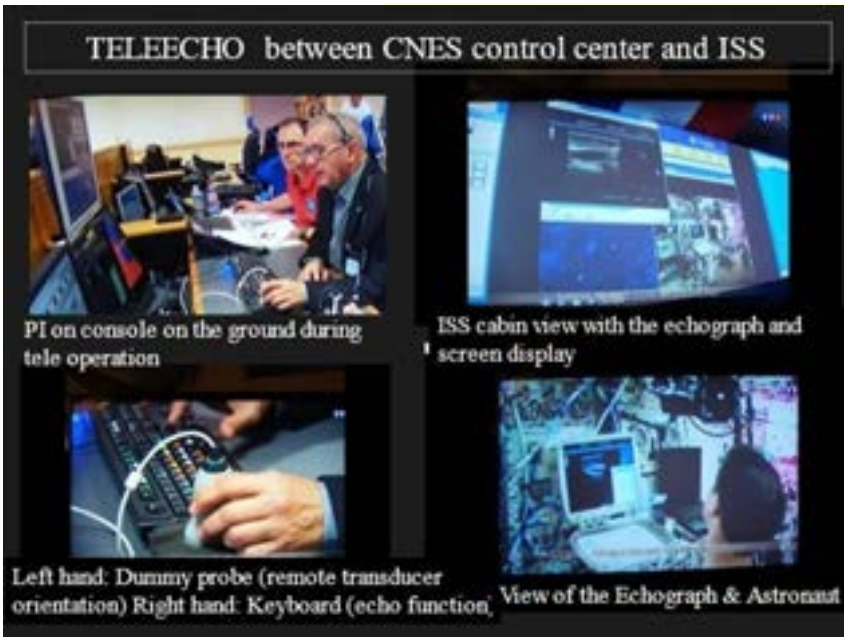 TELEECHO between CNES control center and ISS
PI on console on the ground during
tele operation
ISS cabin view with the echograph and
screen display
Left hand: Dummy probe (remote transducer
orientation) Right hand: Keyboard (echo function)
View of the Echograph & Astronaut